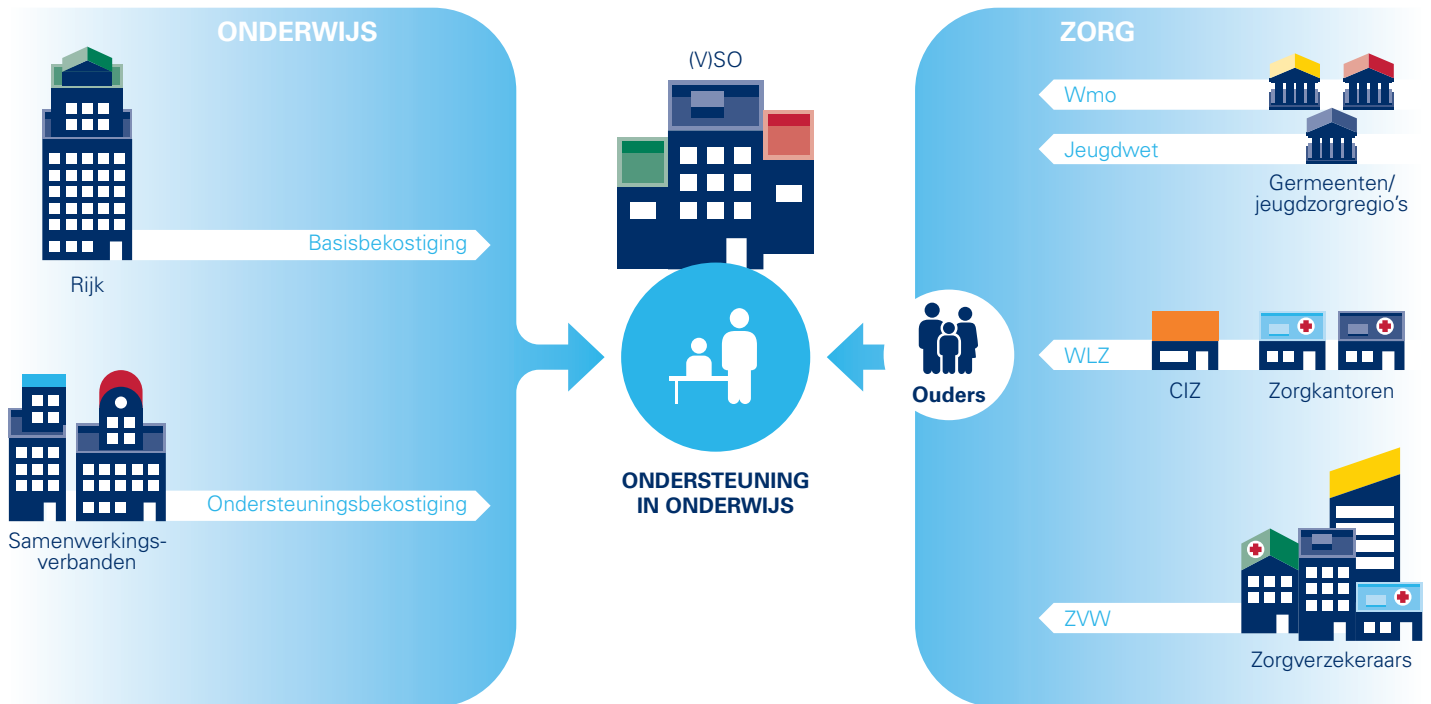 ONDERWIJS
Rijk
Basisbekostiging
Samenwerkings-
verbanden
Ondersteuningsbekostiging
(V)SO
ONDERSTEUNING
IN ONDERWIJS
Ouders
ZORG
Wmo
Jeugdwet
Germeenten/
jeugdzorgregio's
WLZ
CIZ
Zorgkantoren
ZVW
Zorgverzekeraars